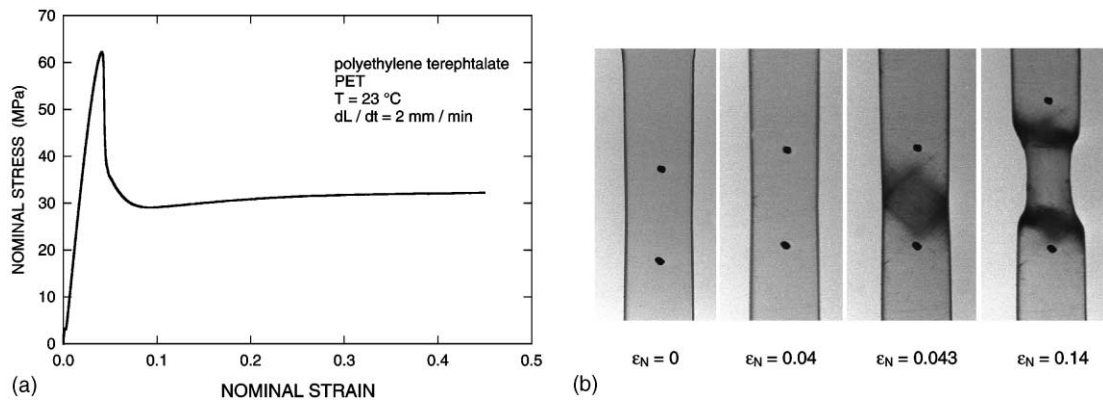 70
60
50
40
30
20
10
0
NOMINAL STRESS (MPa)
polyethylene terephtalate
PET
T = 23 °C
dL / dt = 2 mm / min
0.0 0.1 0.2 0.3 0.4 0.5
NOMINAL STRAIN
(a)
εN = 0 εN = 0.04 εN = 0.043 εN = 0.14
(b)